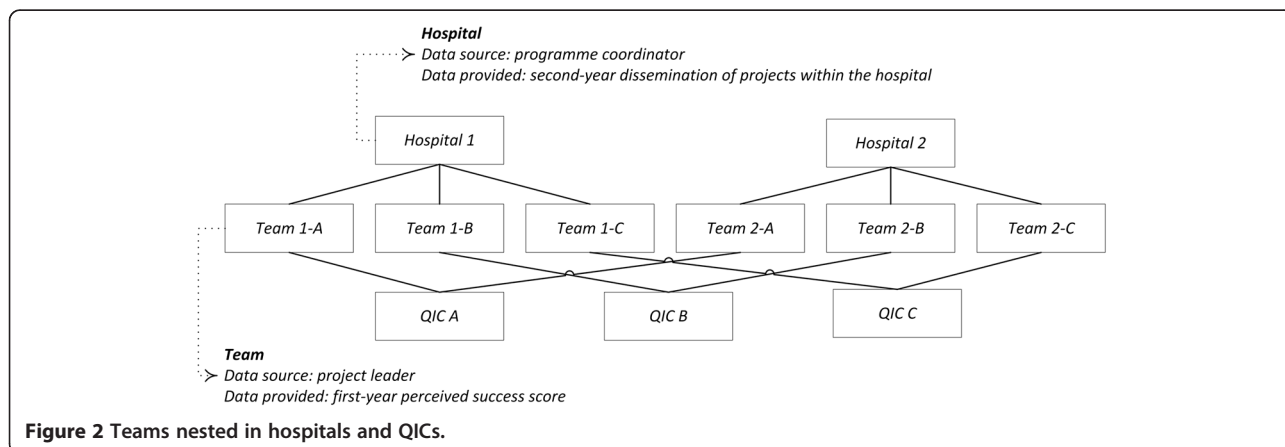 Hospital
Data source: programme coordinator
Data provided: second-year dissemination of projects within the hospital
Hospital 1
Hospital 2
Team 1-A
Team 1-B
Team 1-C
Team 2-A
Team 2-B
Team 2-C
QIC A
QIC B
QIC C
Team
Data source: project leader
Data provided: first-year perceived success score
Figure 2 Teams nested in hospitals and QICs.